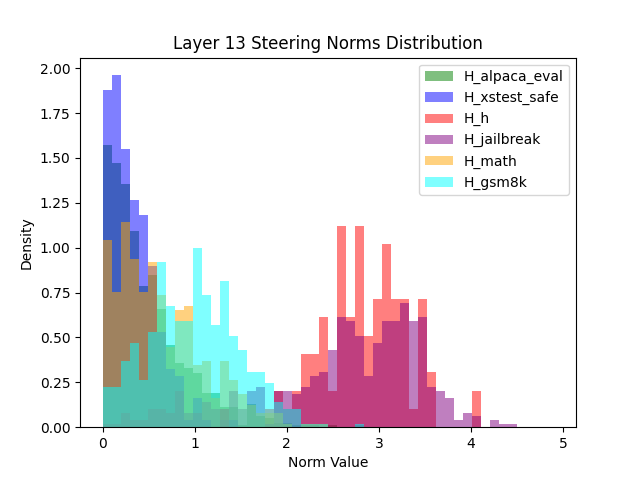 Layer 13 Steering Norms Distribution
H_alpaca_eval
H_xstest_safe
H_h
H_jailbreak
H_math
H_gsm8k
Density
2.00
1.75
1.50
1.25
1.00
0.75
0.50
0.25
0.00
0 1 2 3 4 5
Norm Value